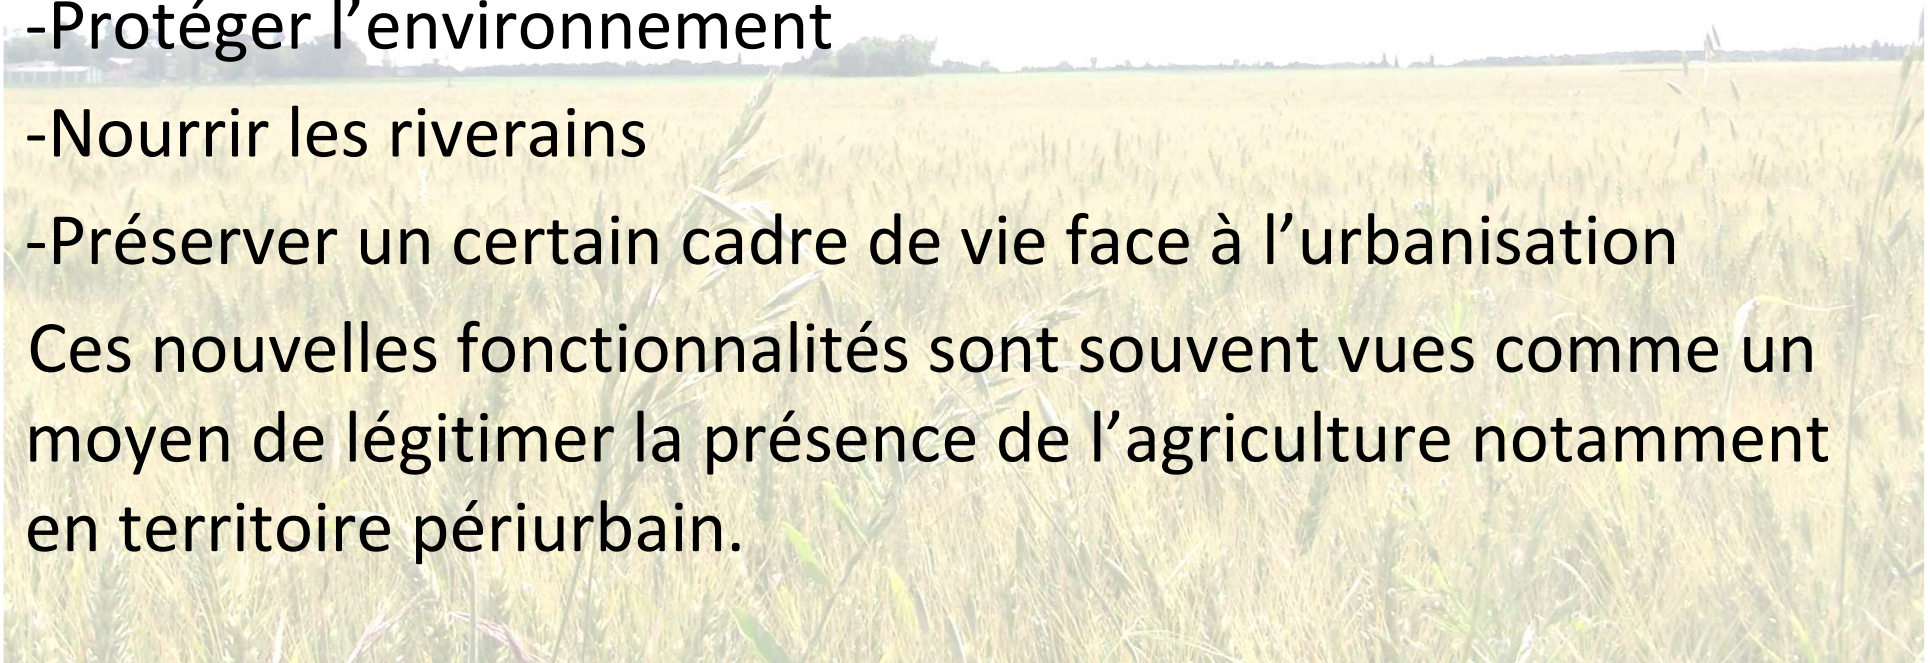 -Protéger l’environnement
-Nourrir les riverains
-Préserver un certain cadre de vie face à l’urbanisation
Ces nouvelles fonctionnalités sont souvent vues comme un
moyen de légitimer la présence de l’agriculture notamment
en territoire périurbain.